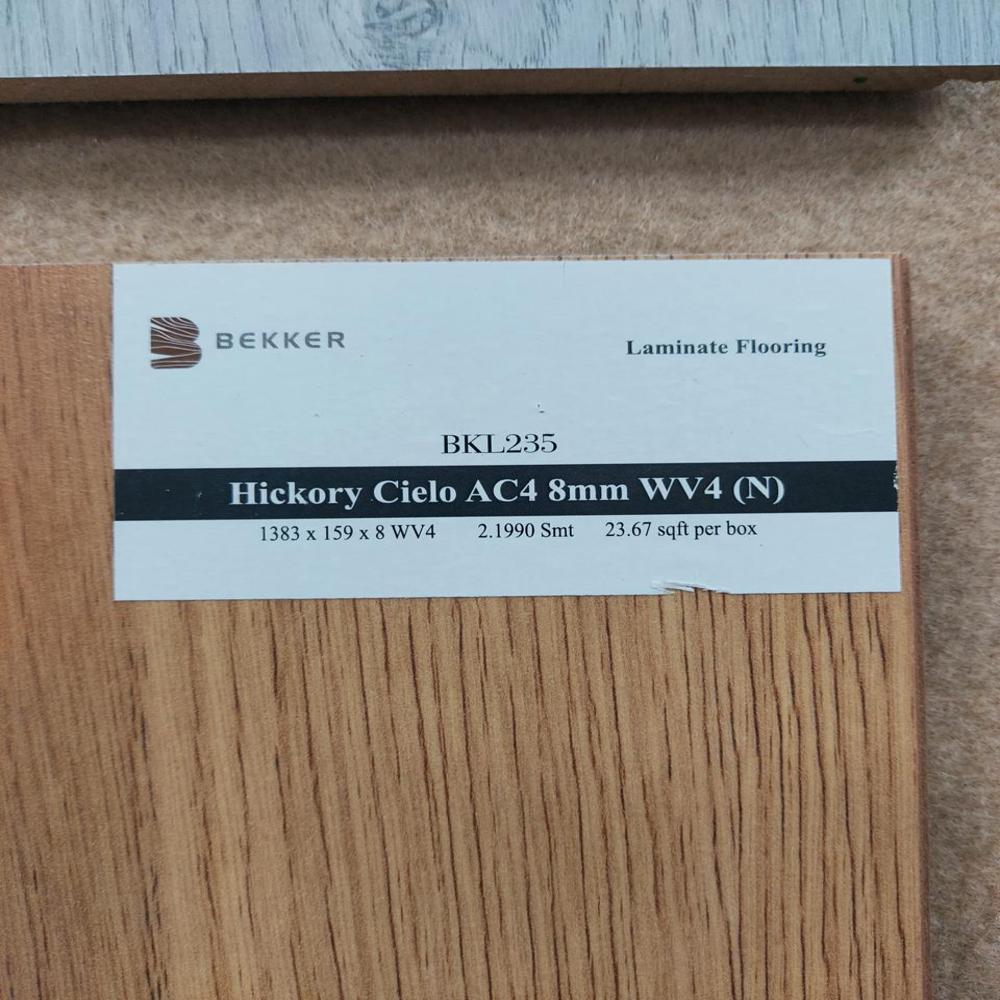 BEKKER
Laminate Flooring
BKL235
Hickory Cielo AC4 8mm WV4 (N)
1383 x 159 x 8 WV4 2.1990 Smt 23.67 sqft per box